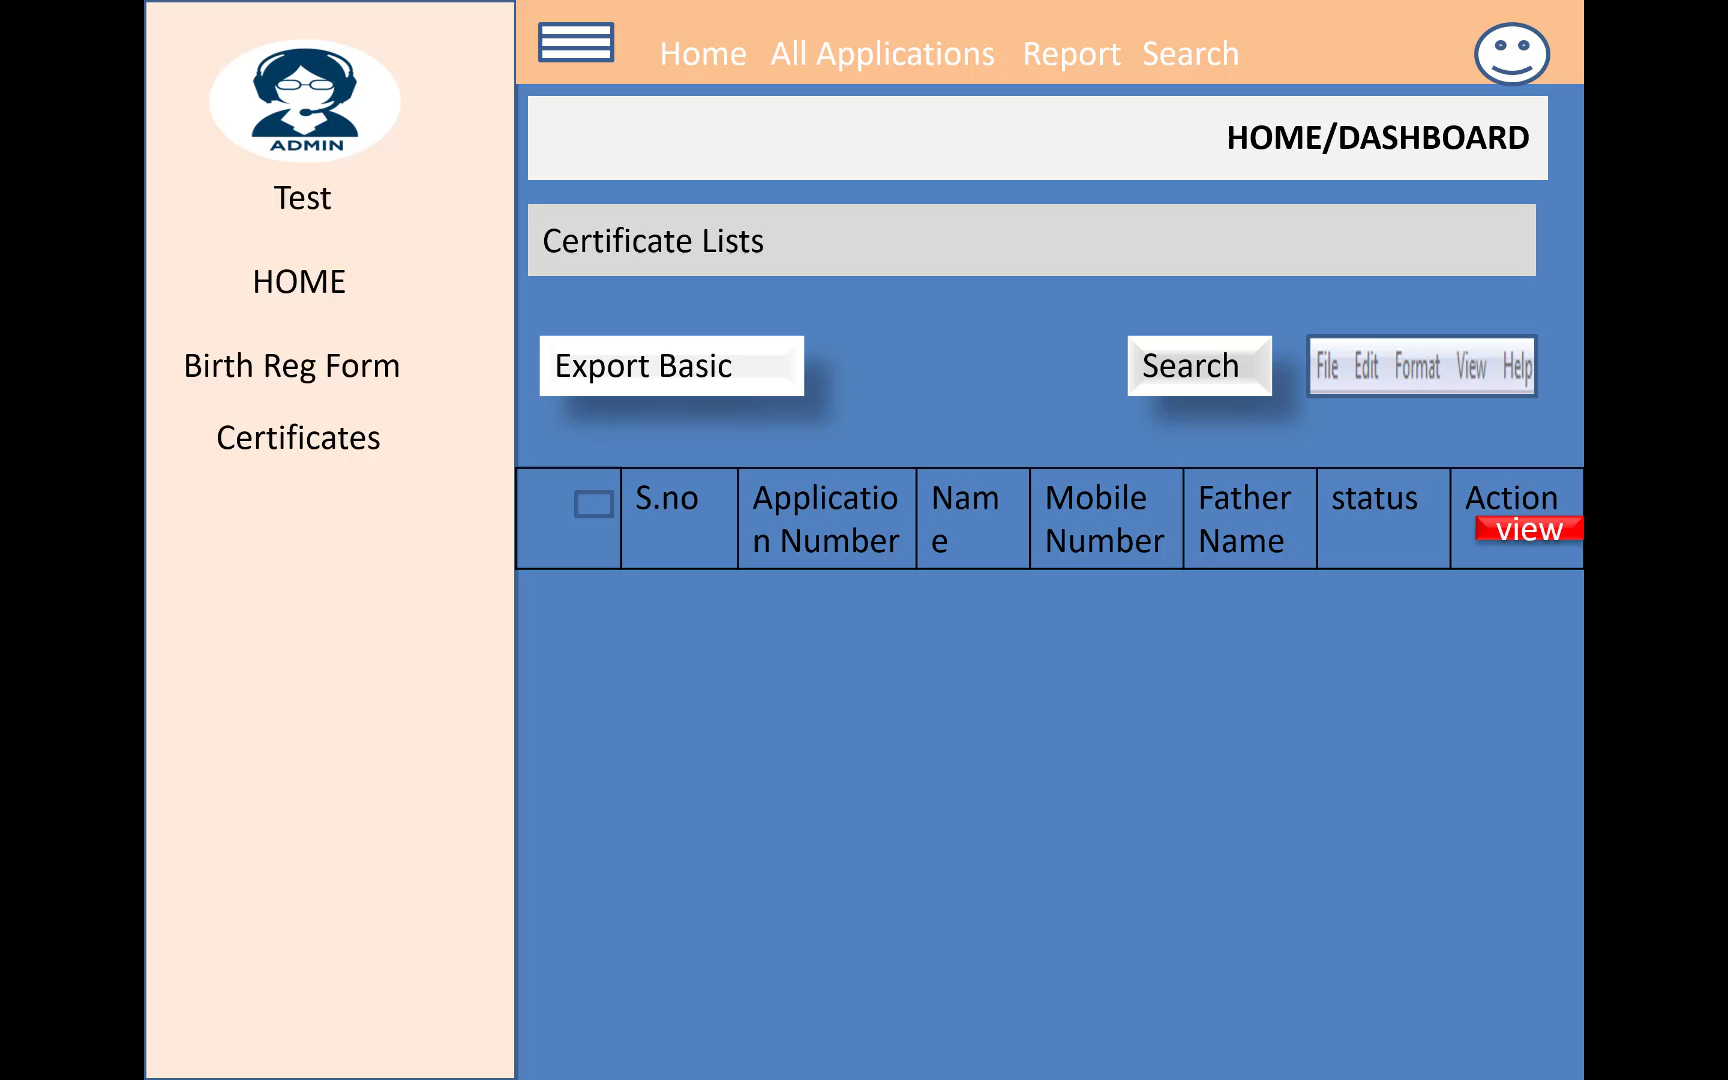 ADMIN
Test
HOME
Birth Reg Form
Certificates
Home All Applications Report Search
HOME/DASHBOARD
Certificate Lists
Export Basic
Search
File Edit Format View Help
S.no
Applicatio
n Number
Nam
e
Mobile
Number
Father
Name
status
Action
view